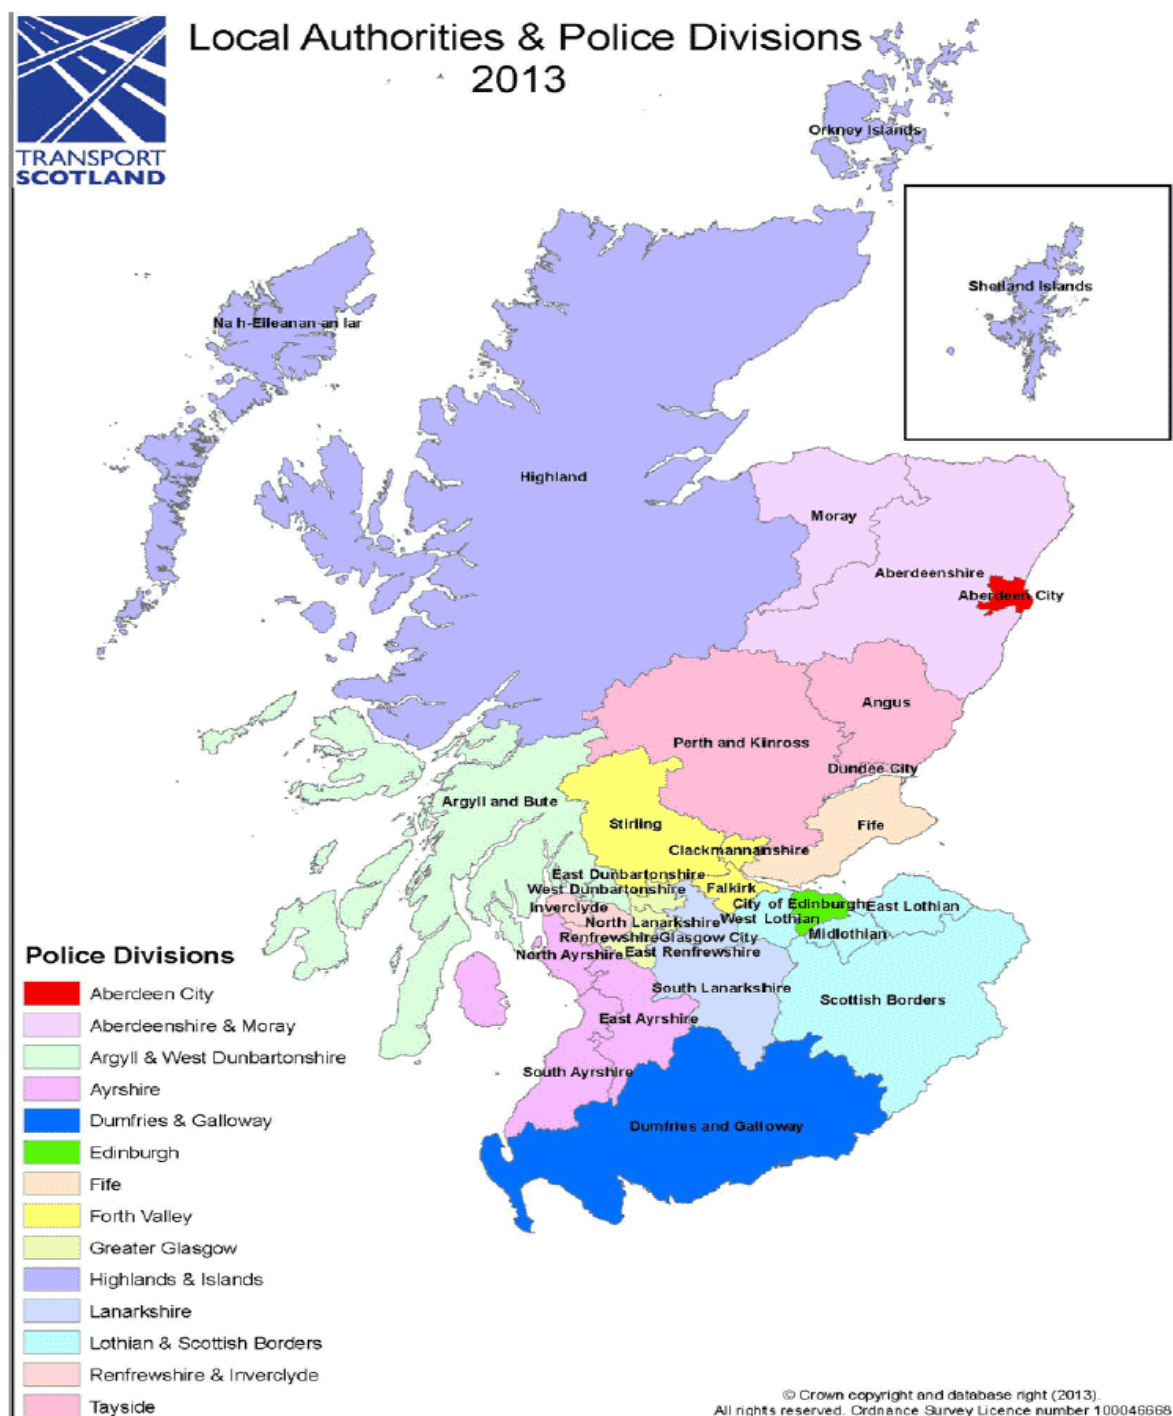 Local Authorities & Police Divisions
2013
TRANSPORT
SCOTLAND
Orkney Islands
Shetland Islands
Na h-Eileanan an Iar
Highland
Moray
Aberdeenshire
Aberdeen City
Angus
Perth and Kinross
Dundee City
Argyll and Bute
Stirling
Fife
Clackmannanshire
East Dunbartonshire
West Dunbartonshire
Falkirk
City of Edinburgh
East Lothian
Inverclyde
North Lanarkshire
West Lothian
Midlothian
Renfrewshire
Glasgow City
North Ayrshire
East Renfrewshire
South Lanarkshire
Scottish Borders
East Ayrshire
South Ayrshire
Dumfries and Galloway
Police Divisions
Aberdeen City
Aberdeenshire & Moray
Argyll & West Dunbartonshire
Ayrshire
Dumfries & Galloway
Edinburgh
Fife
Forth Valley
Greater Glasgow
Highlands & Islands
Lanarkshire
Lothian & Scottish Borders
Renfrewshire & Inverclyde
Tayside
© Crown copyright and database right (2013).
All rights reserved. Ordnance Survey Licence number 100046668